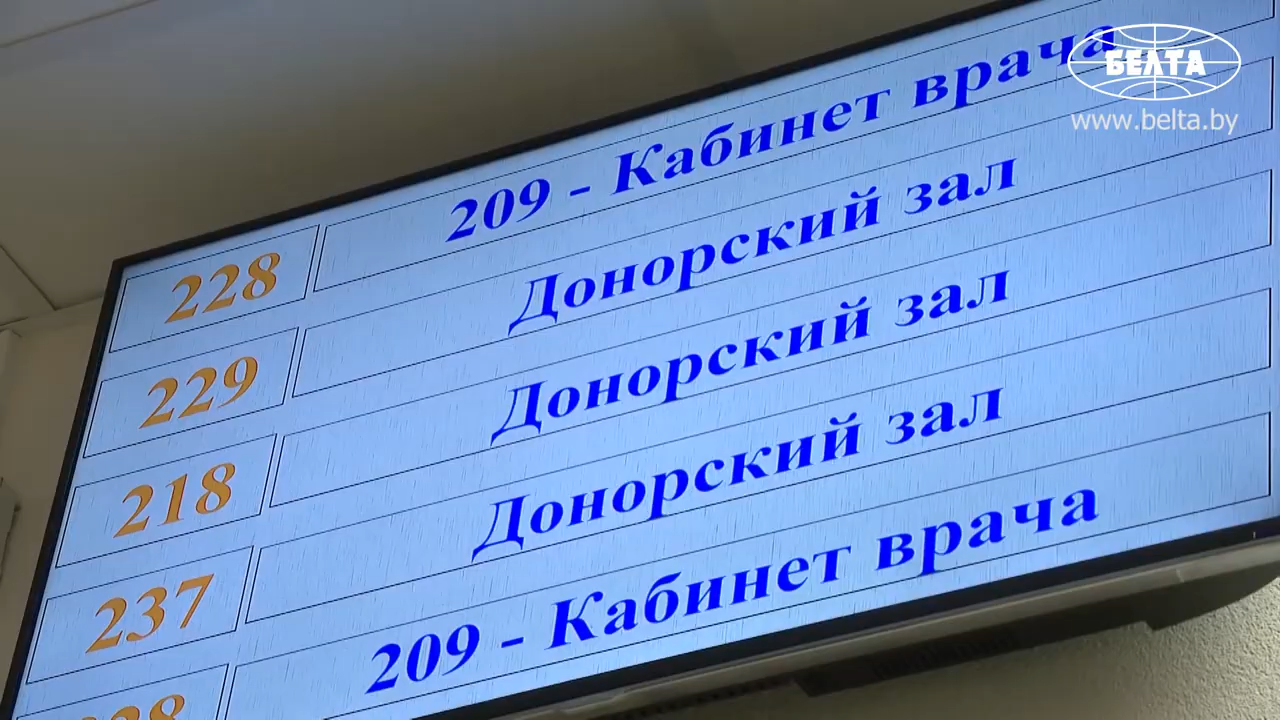 БЕЛТА
www.belta.by
228 209 - Кабинет врача
229 Донорский зал
218 Донорский зал
237 Донорский зал
209 - Кабинет врача